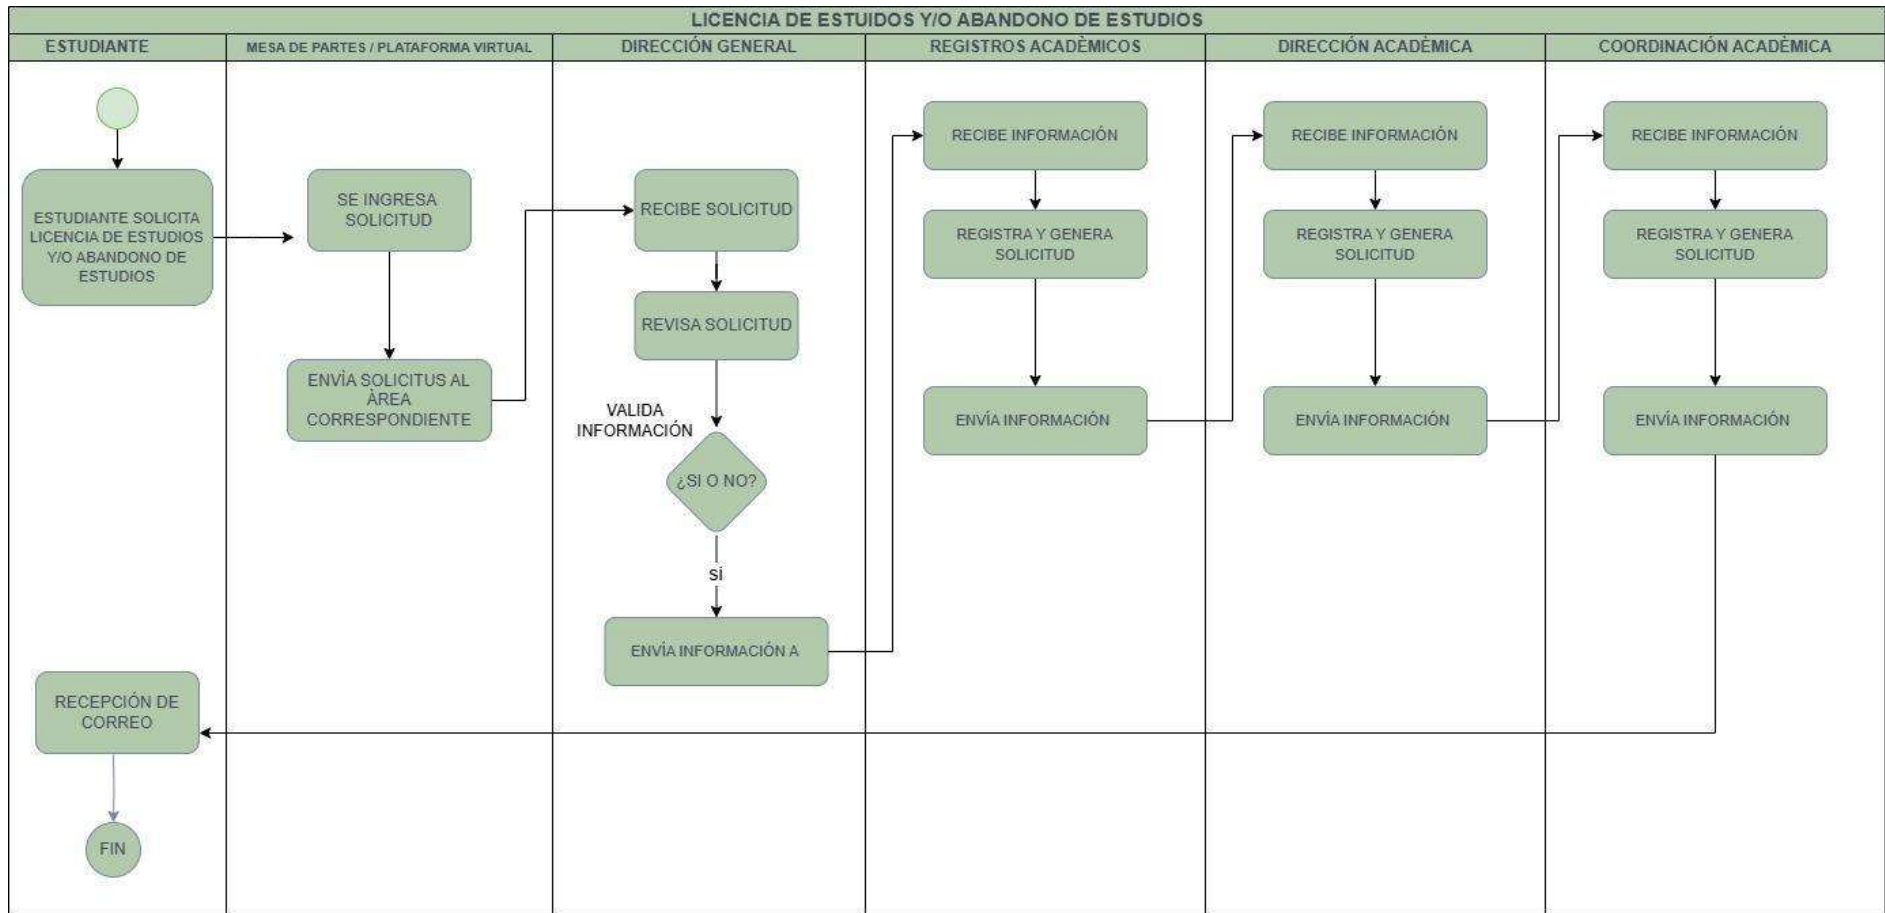 LICENCIA DE ESTUIDOS Y/O ABANDONO DE ESTUDIOS
ESTUDIANTE
MESA DE PARTES / PLATAFORMA VIRTUAL
DIRECCIÓN GENERAL
REGISTROS ACADÈMICOS
DIRECCIÓN ACADÈMICA
COORDINACIÓN ACADÈMICA
ESTUDIANTE SOLICITA
LICENCIA DE ESTUDIOS
Y/O ABANDONO DE
ESTUDIOS
RECEPCIÓN DE
CORREO
FIN
SE INGRESA
SOLICITUD
ENVÌA SOLICITUS AL
ÀREA
CORRESPONDIENTE
RECIBE SOLICITUD
REVISA SOLICITUD
VALIDA
INFORMACIÓN
¿SI O NO?
sí
ENVÍA INFORMACIÓN A
RECIBE INFORMACIÓN
REGISTRA Y GENERA
SOLICITUD
ENVÍA INFORMACIÓN
RECIBE INFORMACIÓN
REGISTRA Y GENERA
SOLICITUD
ENVÍA INFORMACIÓN
RECIBE INFORMACIÓN
REGISTRA Y GENERA
SOLICITUD
ENVÍA INFORMACIÓN